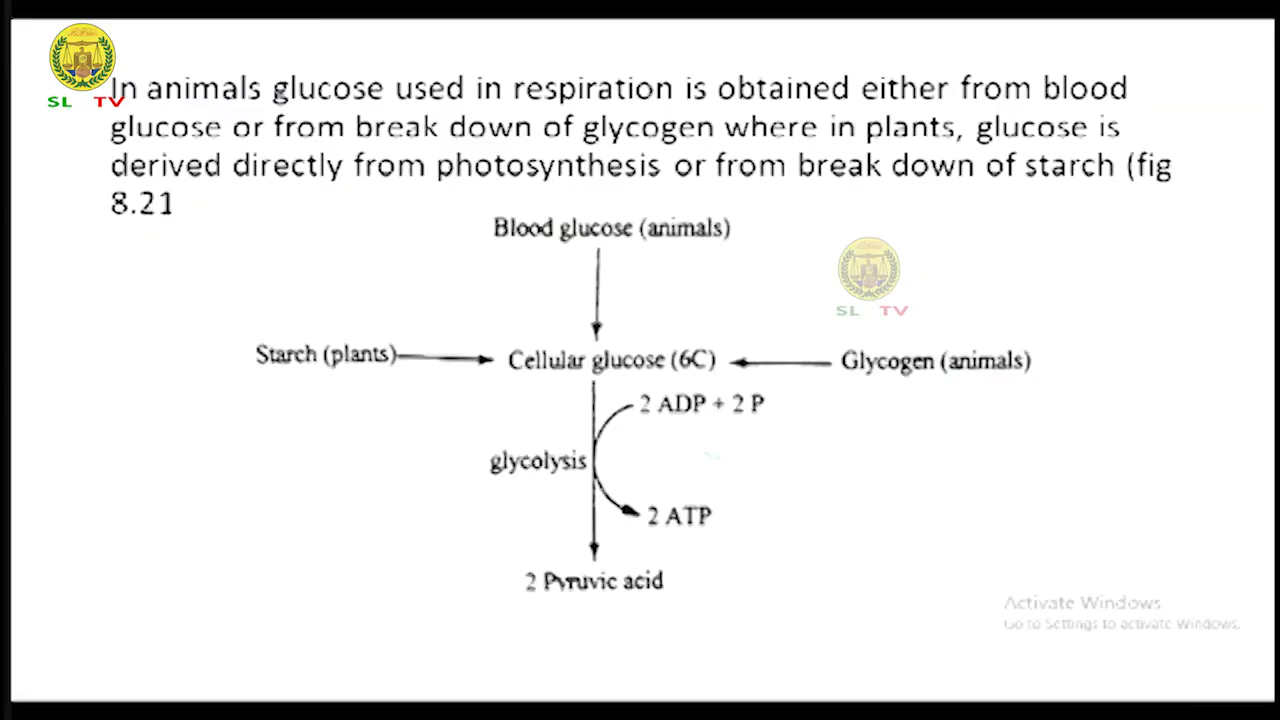 SL TV
In animals glucose used in respiration is obtained either from blood
glucose or from break down of glycogen where in plants, glucose is
derived directly from photosynthesis or from break down of starch (fig
8.21
Blood glucose (animals)
SL TV
Starch (plants)
Cellular glucose (6C)
Glycogen (animals)
2 ADP + 2 P
glycolysis
2 ATP
2 Pyruvic acid
Activate Windows
Go to Settings to activate Windows.